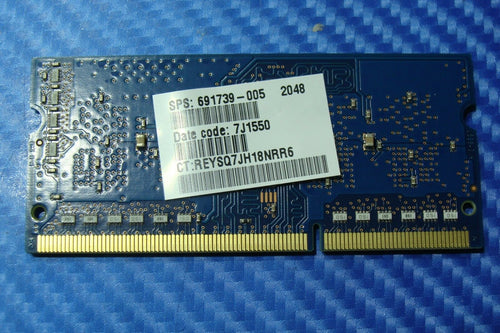 SPS: 691739-005 2048
Date code: 7J1550
CT:REYSQ7JH18NRR6